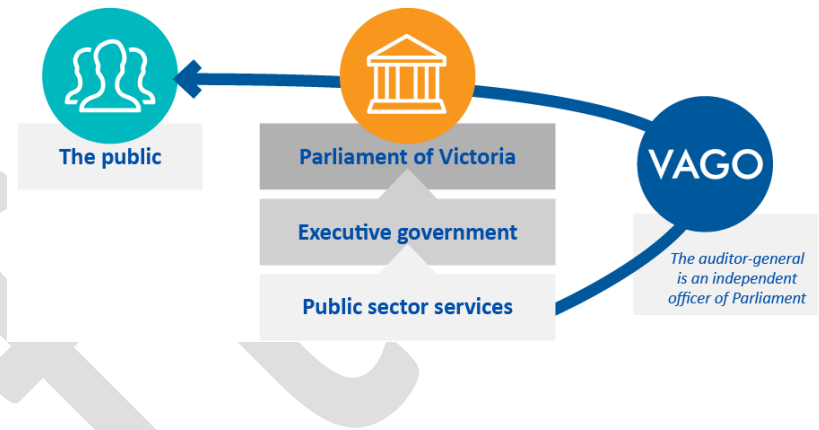 The public
Parliament of Victoria
Executive government
Public sector services
VAGO
The auditor-general
is an independent
officer of Parliament